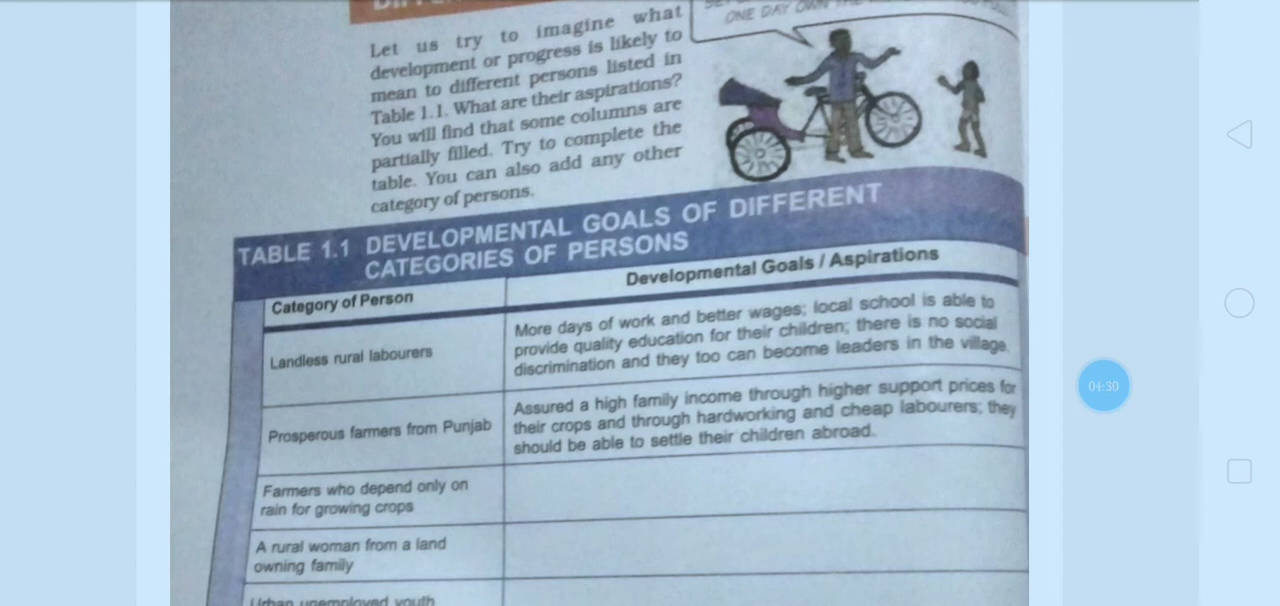 ONE DAY OWN
Let us try to imagine what
development or progress is likely to
mean to different persons listed in
Table 1.1. What are their aspirations?
You will find that some columns are
partially filled. Try to complete the
table. You can also add any other
category of persons.
TABLE 1.1 DEVELOPMENTAL GOALS OF DIFFERENT
CATEGORIES OF PERSONS
Category of Person
Developmental Goals / Aspirations
Landless rural labourers
More days of work and better wages; local school is able to
provide quality education for their children; there is no social
discrimination and they too can become leaders in the village.
Prosperous farmers from Punjab
Assured a high family income through higher support prices for
their crops and through hardworking and cheap labourers; they
should be able to settle their children abroad.
Farmers who depend only on
rain for growing crops
A rural woman from a land
owning family
Urban unemployed youth
04:30